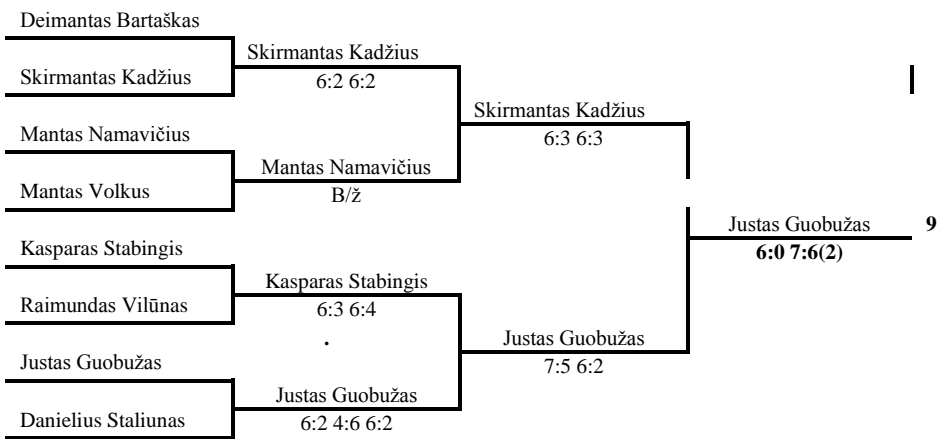 Deimantas Bartaškas
Skirmantas Kadžius
Skirmantas Kadžius
6:2 6:2
Skirmantas Kadžius
6:3 6:3
Mantas Namavičius
Mantas Namavičius
Mantas Volkus
B/ž
Justas Guobužas
9
6:0 7:6(2)
Kasparas Stabingis
Kasparas Stabingis
Raimundas Vilūnas
6:3 6:4
.
Justas Guobužas
7:5 6:2
Justas Guobužas
Justas Guobužas
Danielius Staliunas
6:2 4:6 6:2